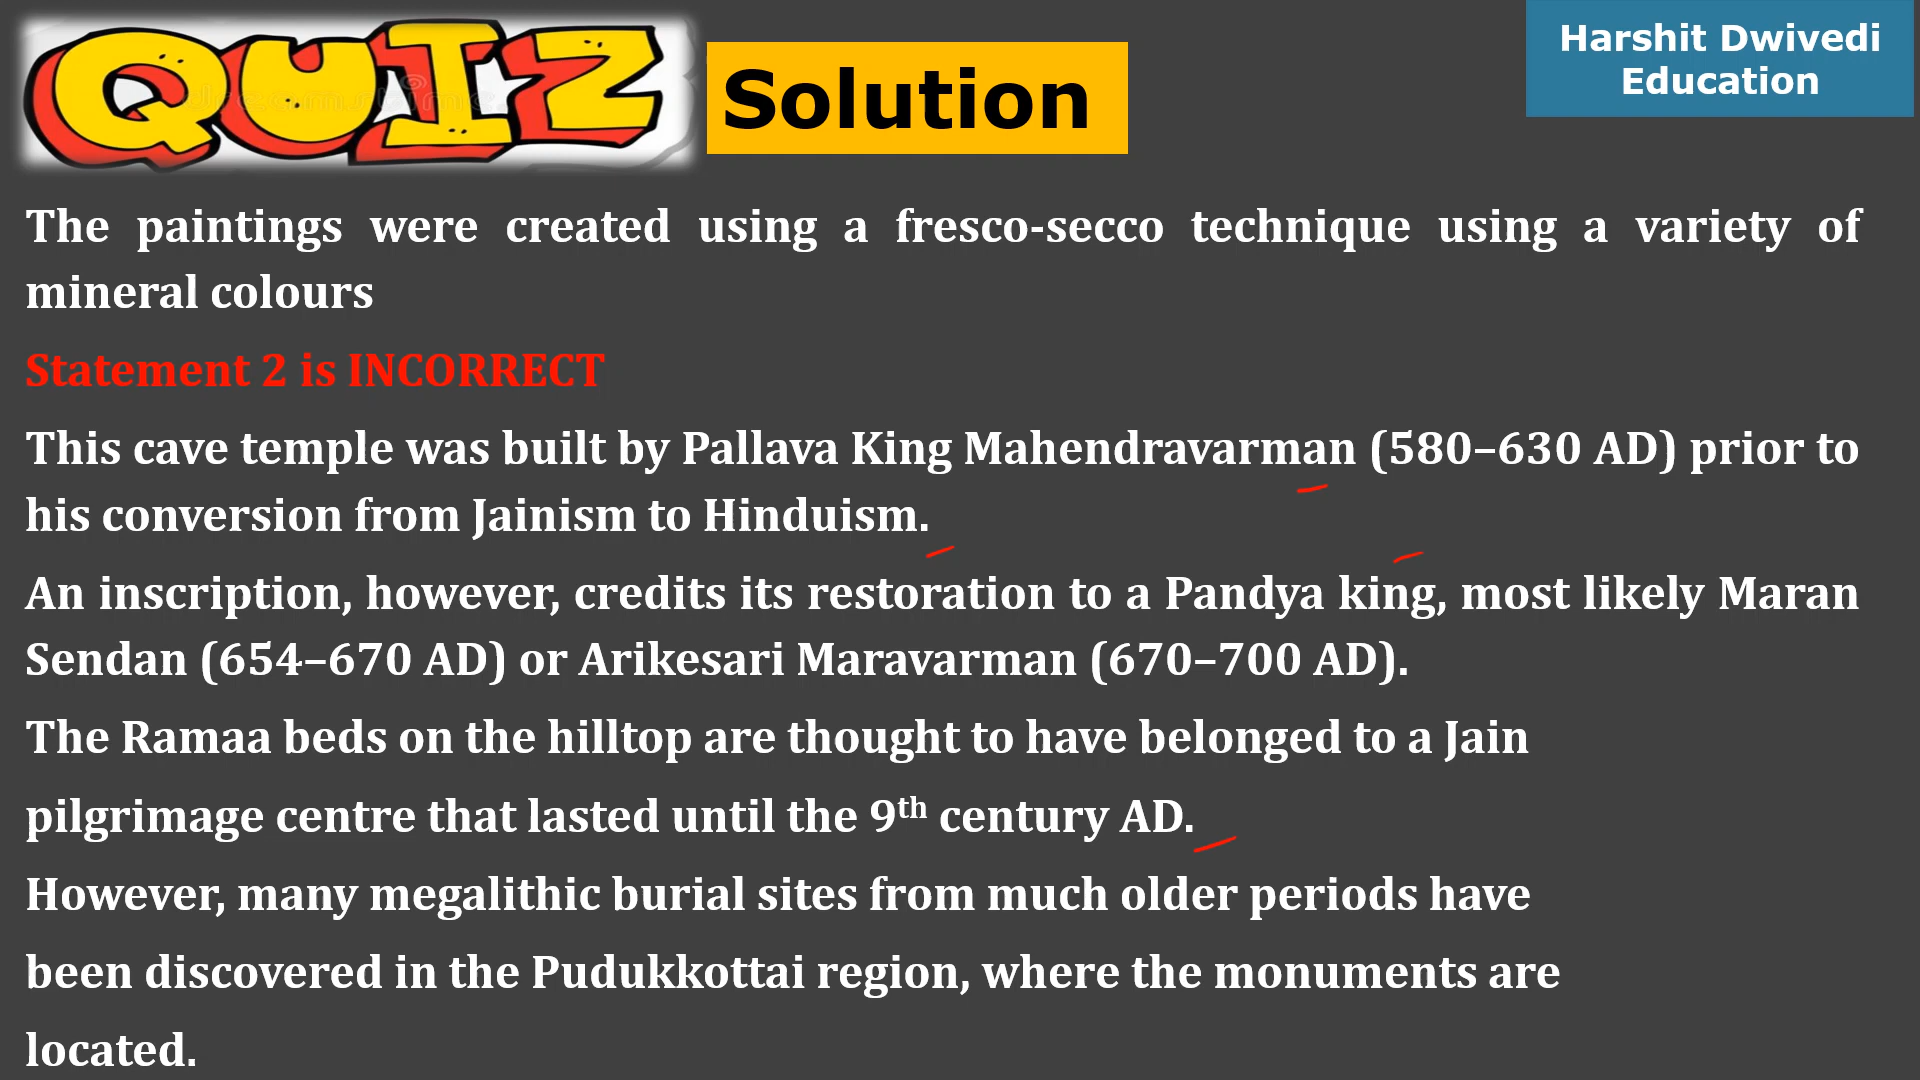 QUIZ
Solution
Harshit Dwivedi
Education
The paintings were created using a fresco-secco technique using a variety of
mineral colours
Statement 2 is INCORRECT
This cave temple was built by Pallava King Mahendravarman (580–630 AD) prior to
his conversion from Jainism to Hinduism.
An inscription, however, credits its restoration to a Pandya king, most likely Maran
Sendan (654–670 AD) or Arikesari Maravarman (670–700 AD).
The Ramaa beds on the hilltop are thought to have belonged to a Jain
pilgrimage centre that lasted until the 9th century AD.
However, many megalithic burial sites from much older periods have
been discovered in the Pudukkottai region, where the monuments are
located.